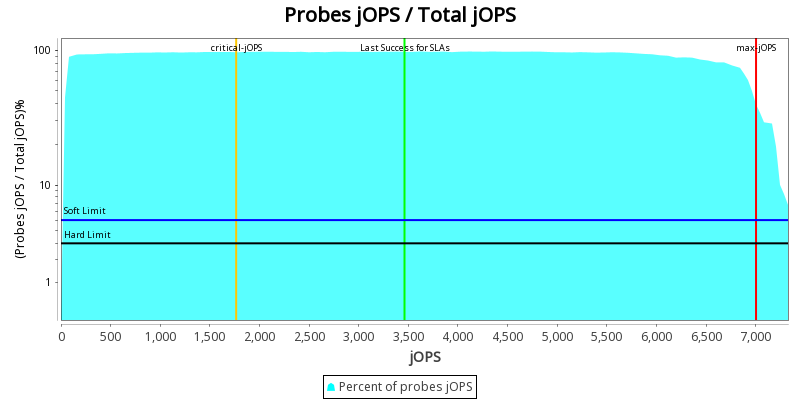 Probes jOPS / Total jOPS
(Probes jOPS / Total jOPS)%
100
10
1
critical-jOPS
Last Success for SLAs
max-jOPS
Soft Limit
Hard Limit
0 500 1,000 1,500 2,000 2,500 3,000 3,500 4,000 4,500 5,000 5,500 6,000 6,500 7,000
jOPS
Percent of probes jOPS